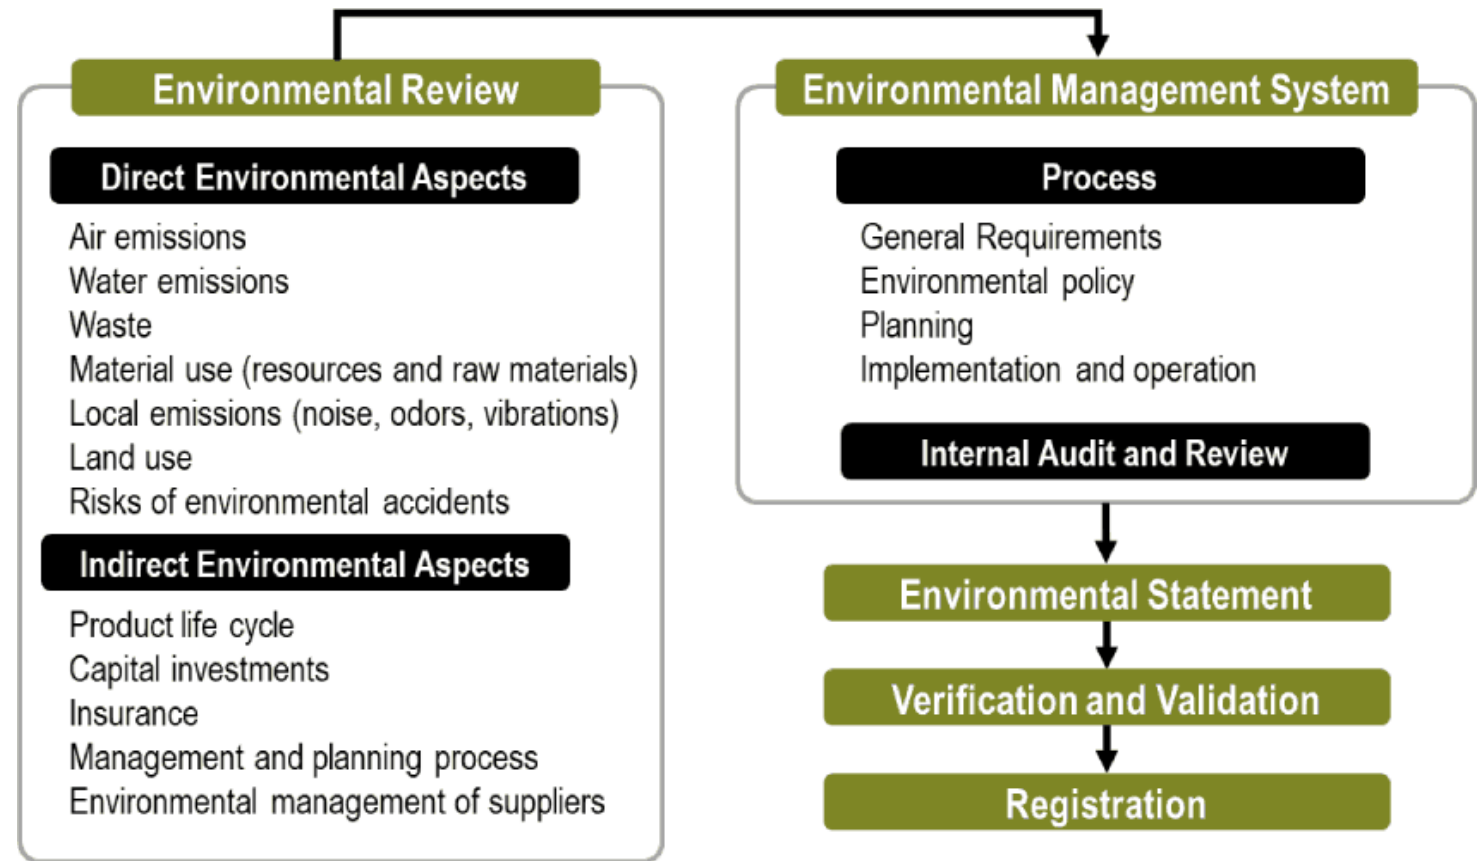 Environmental Review
Direct Environmental Aspects
Air emissions
Water emissions
Waste
Material use (resources and raw materials)
Local emissions (noise, odors, vibrations)
Land use
Risks of environmental accidents
Indirect Environmental Aspects
Product life cycle
Capital investments
Insurance
Management and planning process
Environmental management of suppliers
Environmental Management System
Process
General Requirements
Environmental policy
Planning
Implementation and operation
Internal Audit and Review
Environmental Statement
Verification and Validation
Registration